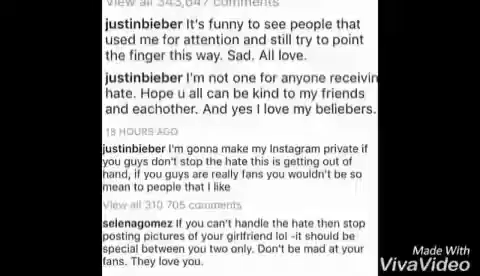 View all 343,647 comments
justinbieber It's funny to see people that
used me for attention and still try to point
the finger this way. Sad. All love.
justinbieber I'm not one for anyone receivin
hate. Hope u all can be kind to my friends
and eachother. And yes I love my beliebers.
18 HOURS AGO
justinbieber I'm gonna make my Instagram private if
you guys don't stop the hate this is getting out of
hand, if you guys are really fans you wouldn't be so
mean to people that I like
View all 310 705 comments
selenagomez If you can't handle the hate then stop
posting pictures of your girlfriend lol -it should be
special between you two only. Don't be mad at your
fans. They love you.
Made With
VivaVideo